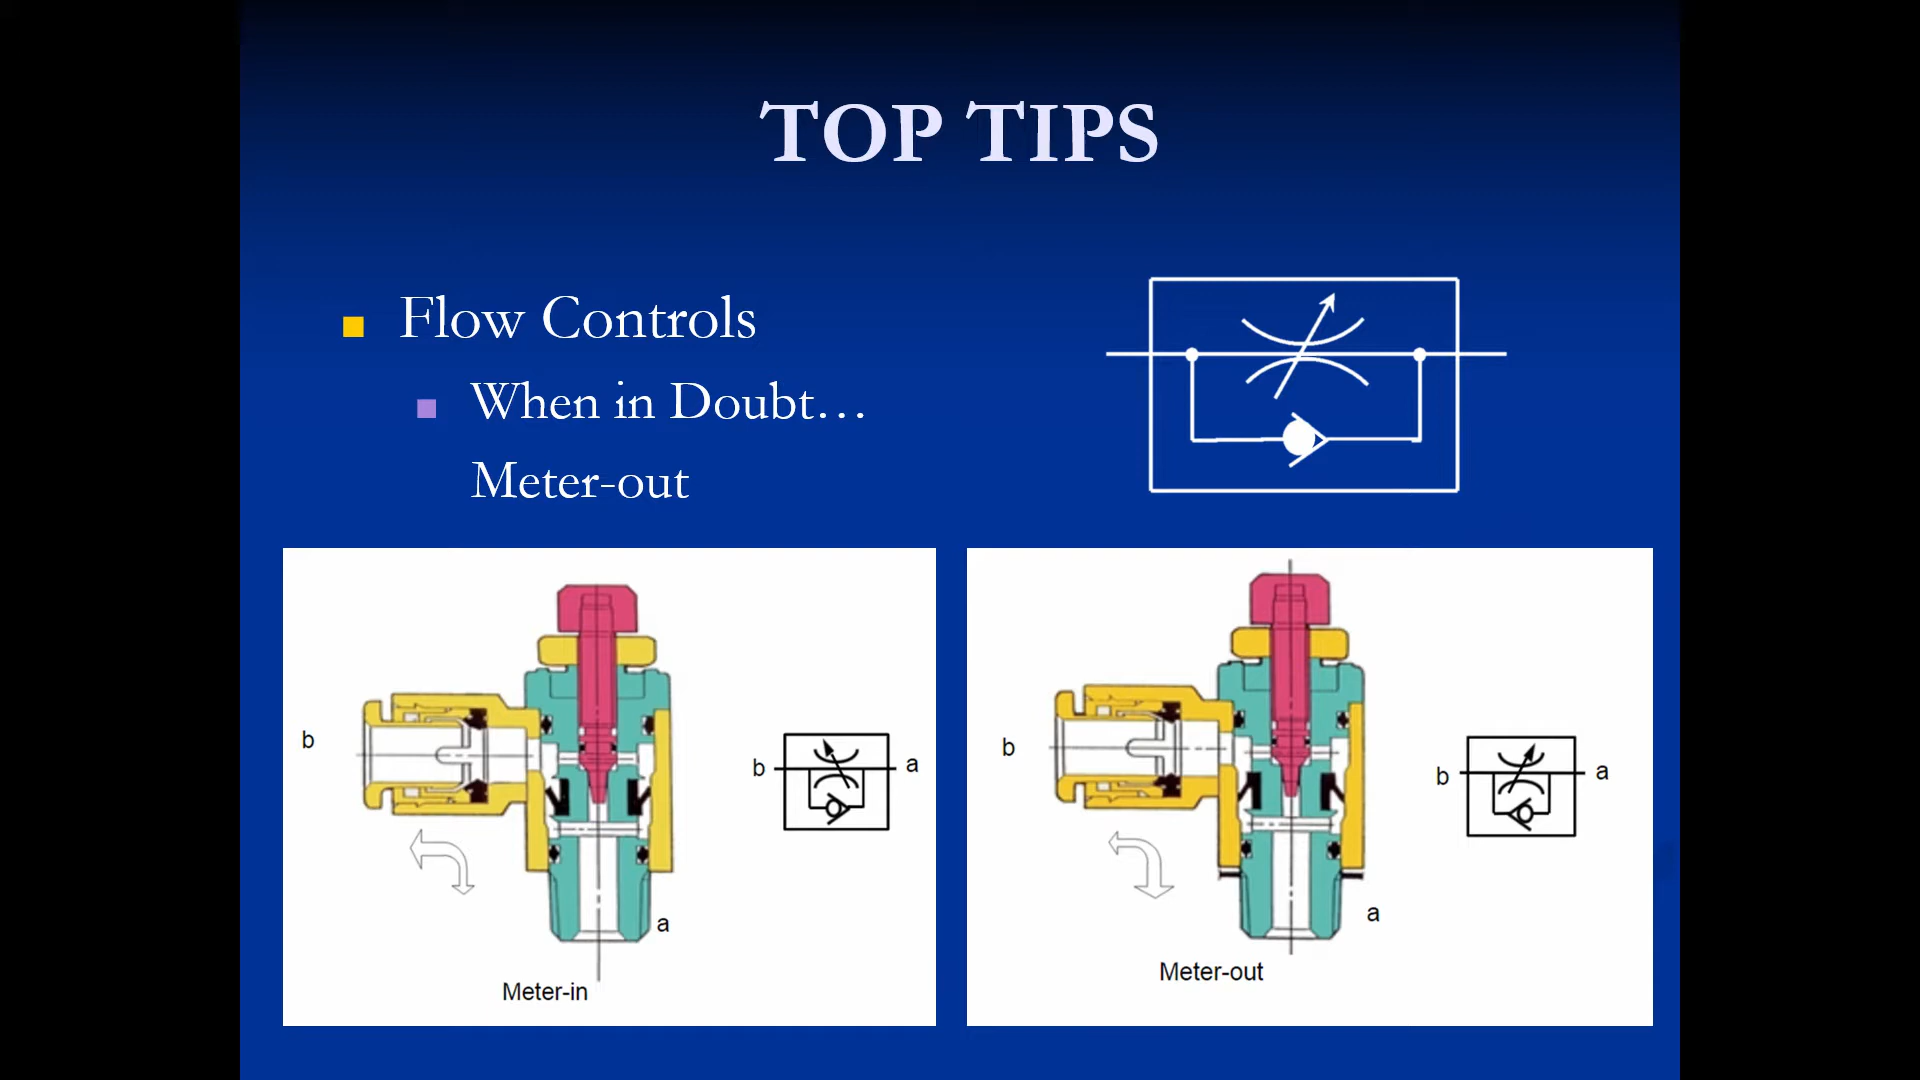 TOP TIPS
Flow Controls
When in Doubt…
Meter-out
b
b
a
a
Meter-in
b
b
a
a
Meter-out